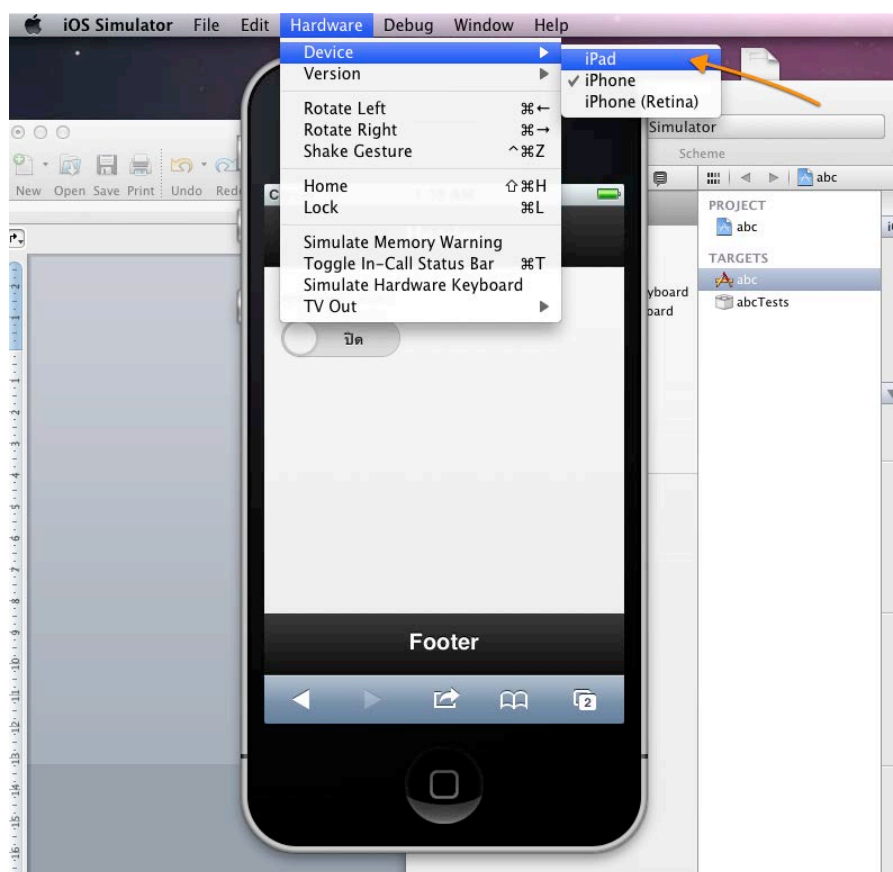 iOS Simulator File Edit Hardware Debug Window Help
Device
Version
Rotate Left ⌘←
Rotate Right ⌘→
Shake Gesture ^⌘Z
Home ⇧⌘H
Lock ⌘L
Simulate Memory Warning
Toggle In-Call Status Bar ⌘T
Simulate Hardware Keyboard
TV Out
iPad
✓ iPhone
iPhone (Retina)
New Open Save Print Undo
Simulator
Scheme
abc
PROJECT
abc
TARGETS
abc
abcTests
yboard
oard
ปิด
Footer
2